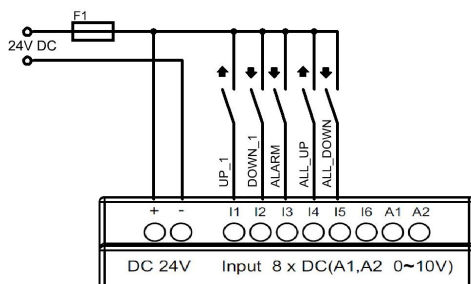 F1
24V DC
UP_1
DOWN_1
ALARM
ALL_UP
ALL_DOWN
+ - I1 I2 I3 I4 I5 I6 A1 A2
DC 24V Input 8 x DC(A1,A2 0~10V)